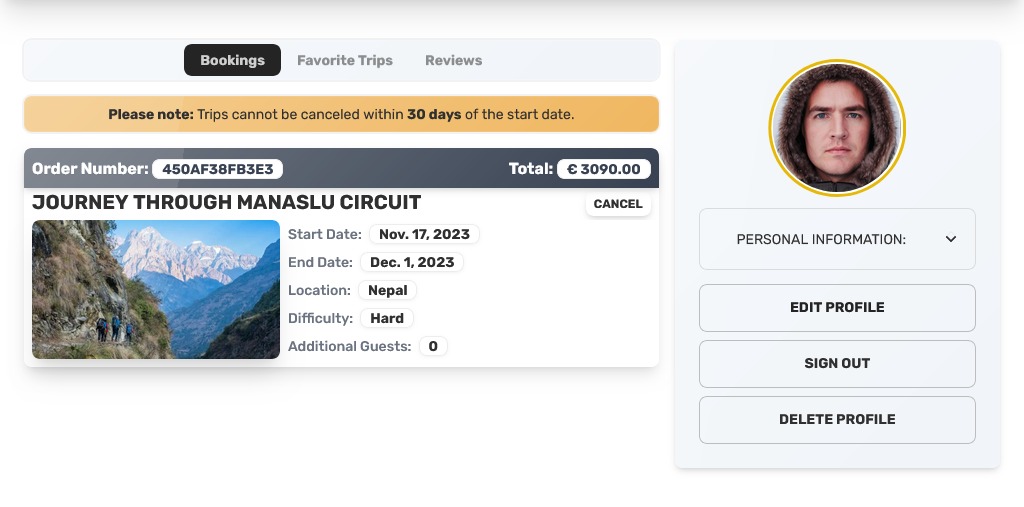 Bookings Favorite Trips Reviews
Please note: Trips cannot be canceled within 30 days of the start date.
Order Number: 450AF38FB3E3 Total: € 3090.00
JOURNEY THROUGH MANASLU CIRCUIT CANCEL
Start Date: Nov. 17, 2023
End Date: Dec. 1, 2023
Location: Nepal
Difficulty: Hard
Additional Guests: 0
PERSONAL INFORMATION:
EDIT PROFILE
SIGN OUT
DELETE PROFILE